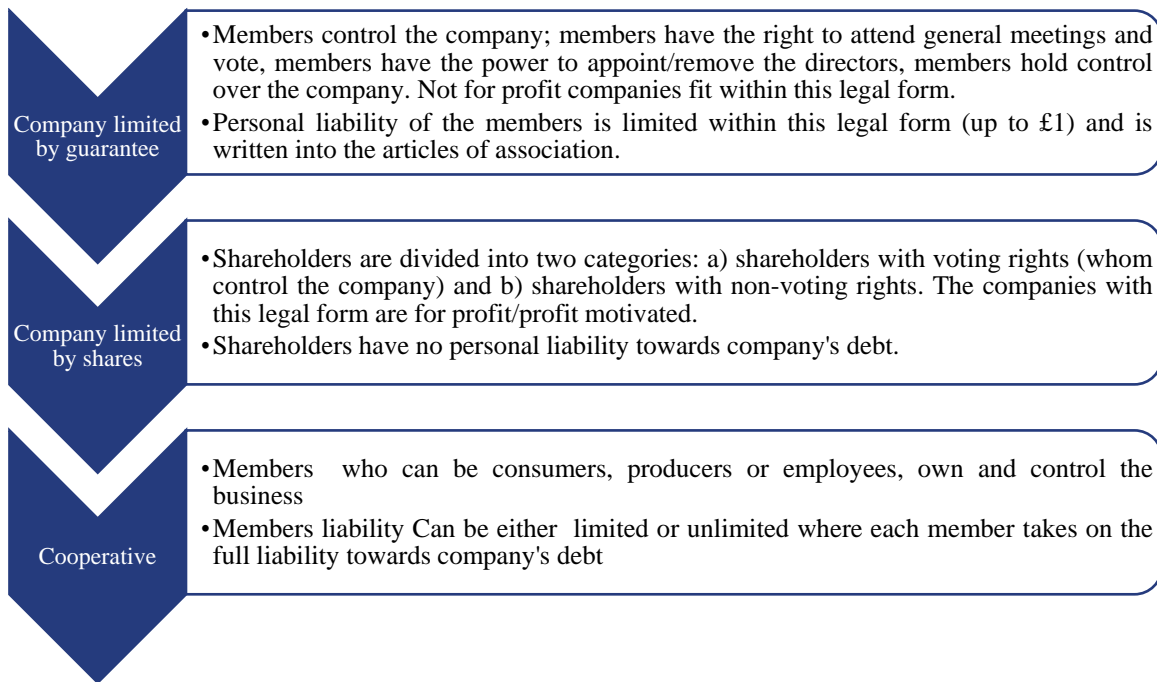 Company limited
by guarantee
•Members control the company; members have the right to attend general meetings and
vote, members have the power to appoint/remove the directors, members hold control
over the company. Not for profit companies fit within this legal form.
•Personal liability of the members is limited within this legal form (up to £1) and is
written into the articles of association.
Company limited
by shares
•Shareholders are divided into two categories: a) shareholders with voting rights (whom
control the company) and b) shareholders with non-voting rights. The companies with
this legal form are for profit/profit motivated.
•Shareholders have no personal liability towards company's debt.
Cooperative
•Members who can be consumers, producers or employees, own and control the
business
•Members liability Can be either limited or unlimited where each member takes on the
full liability towards company's debt